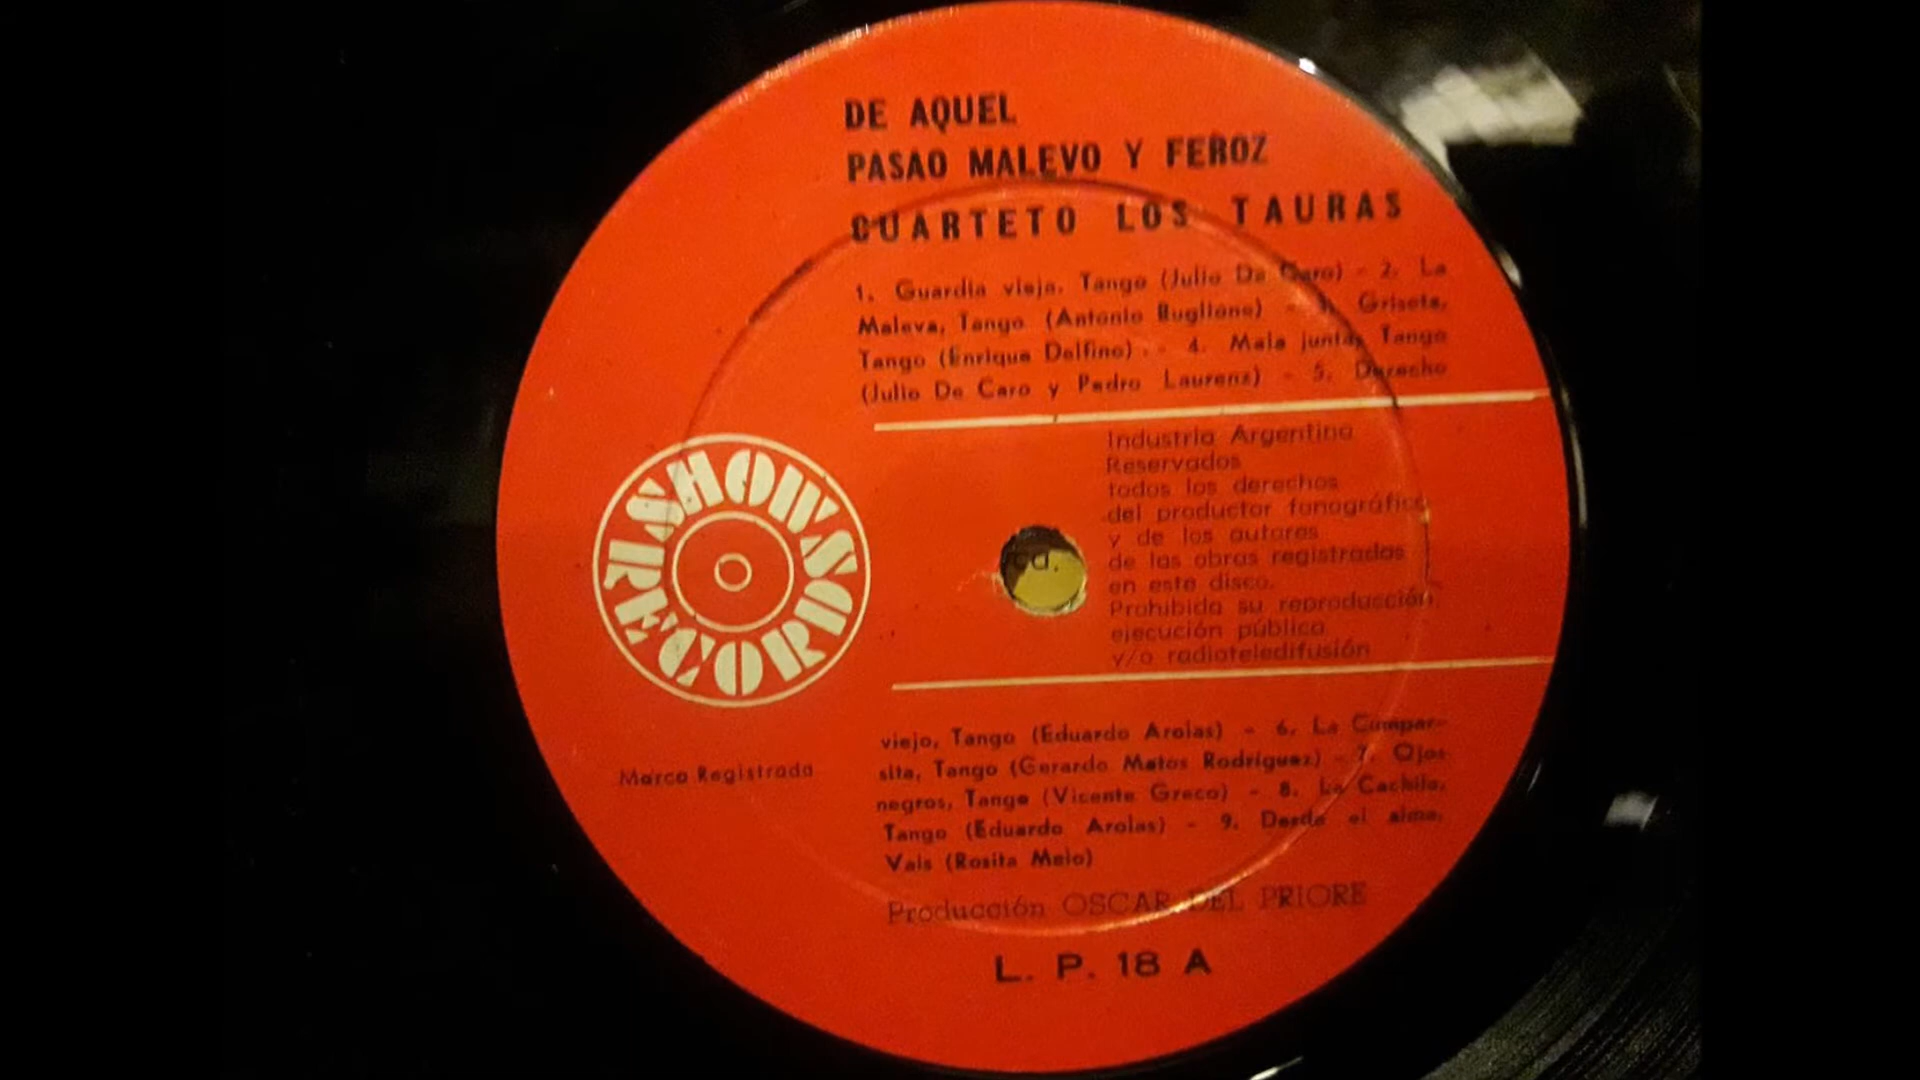 DE AQUEL
PASAO MALEVO Y FEROZ
CUARTETO LOS TAURAS
1. Guardia vieja, Tango (Julio De Caro) - 2. La
Maleva, Tango (Antonio Buglione) - 3. Griseta,
Tango (Enrique Delfino) - 4. Mala junta, Tango
(Julio De Caro y Pedro Laurenz) - 5. Derecho
Industria Argentina
Reservados
todos los derechos
del productor fonográfico
y de los autores
de las obras registradas
en este disco.
Prohibida su reproducción,
ejecución pública
y/o radioteledifusión
SHOWS RECORDS
Marca Registrada
viejo, Tango (Eduardo Arolas) - 6. La Cumpar-
sita, Tango (Gerardo Matos Rodríguez) - 7. Ojos
negros, Tango (Vicente Greco) - 8. La Cachila,
Tango (Eduardo Arolas) - 9. Desde el alma,
Vals (Rosita Melo)
Producción OSCAR DEL PRIORE
L. P. 18 A